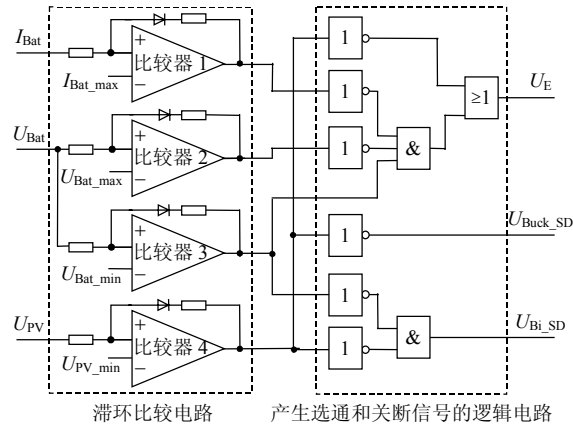 I_Bat
+
比较器 1
I_Bat_max
−
U_Bat
+
比较器 2
U_Bat_max
−
+
比较器 3
U_Bat_min
−
U_PV
+
比较器 4
U_PV_min
−
滞环比较电路
1
1
1
&
≥1
U_E
1
U_Buck_SD
1
1
&
U_Bi_SD
产生选通和关断信号的逻辑电路